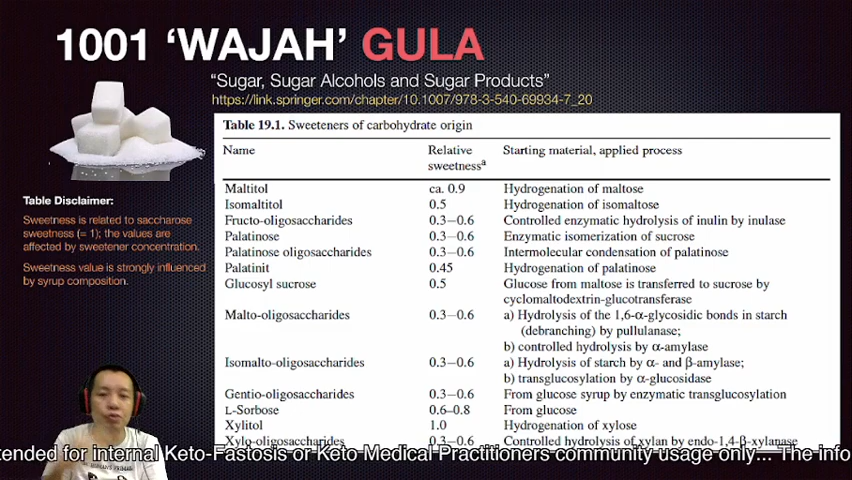 1001 'WAJAH' GULA
"Sugar, Sugar Alcohols and Sugar Products"
https://link.springer.com/chapter/10.1007/978-3-540-69934-7_20
Table Disclaimer:
Sweetness is related to saccharose
sweetness (= 1); the values are
affected by sweetener concentration.
Sweetness value is strongly influenced
by syrup composition.
Table 19.1. Sweeteners of carbohydrate origin
Name Relative sweetnessᵃ Starting material, applied process
Maltitol ca. 0.9 Hydrogenation of maltose
Isomaltitol 0.5 Hydrogenation of isomaltose
Fructo-oligosaccharides 0.3–0.6 Controlled enzymatic hydrolysis of inulin by inulase
Palatinose 0.3–0.6 Enzymatic isomerization of sucrose
Palatinose oligosaccharides 0.3–0.6 Intermolecular condensation of palatinose
Palatinit 0.45 Hydrogenation of palatinose
Glucosyl sucrose 0.5 Glucose from maltose is transferred to sucrose by
cyclomaltodextrin-glucotransferase
Malto-oligosaccharides 0.3–0.6 a) Hydrolysis of the 1,6-α-glycosidic bonds in starch
(debranching) by pullulanase;
b) controlled hydrolysis by α-amylase
Isomalto-oligosaccharides 0.3–0.6 a) Hydrolysis of starch by α- and β-amylase;
b) transglucosylation by α-glucosidase
Gentio-oligosaccharides 0.3–0.6 From glucose syrup by enzymatic transglucosylation
L-Sorbose 0.6–0.8 From glucose
Xylitol 1.0 Hydrogenation of xylose
Xylo-oligosaccharides 0.3–0.6 Controlled hydrolysis of xylan by endo-1,4-β-xylanase
tended for internal Keto-Fastosis or Keto Medical Practitioners community usage only... The info